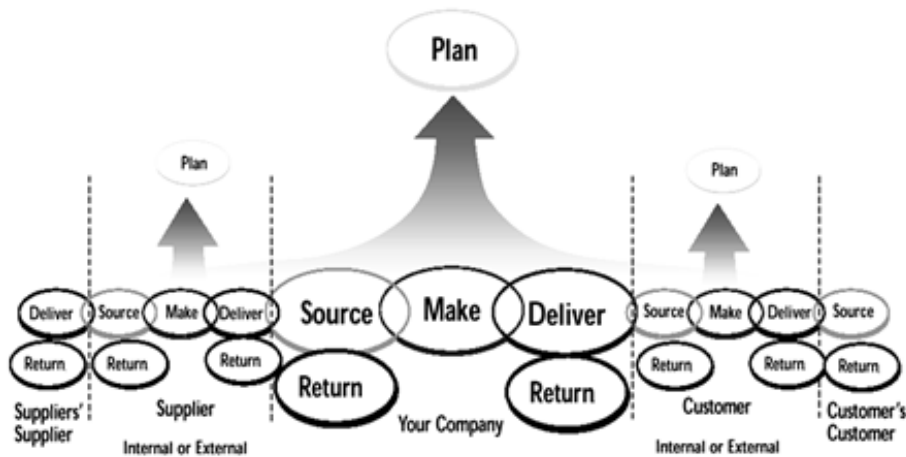 Plan
Plan
Plan
Deliver
Source
Make
Deliver
Source
Make
Deliver
Source
Make
Deliver
Source
Return
Return
Return
Return
Return
Return
Return
Return
Suppliers'
Supplier
Supplier
Internal or External
Your Company
Customer
Internal or External
Customer's
Customer